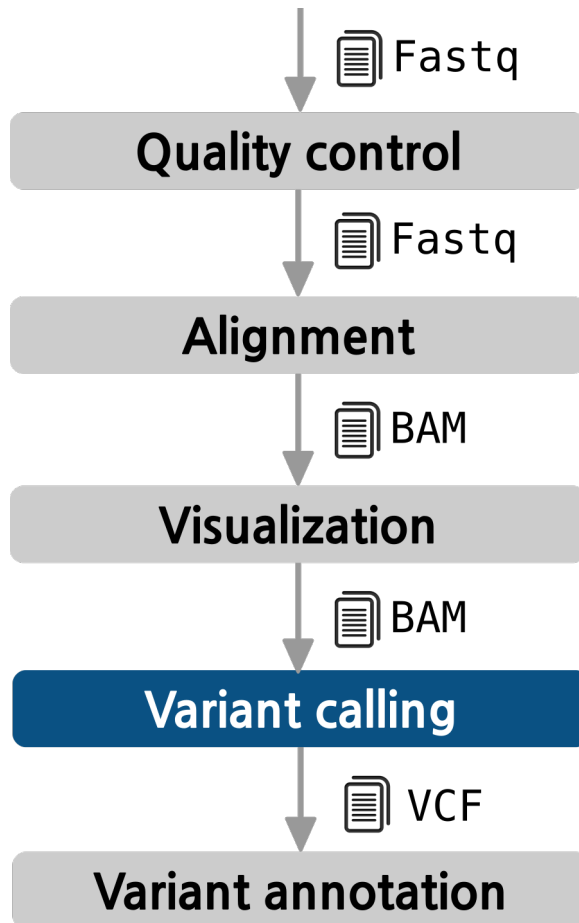 Fastq
Quality control
Fastq
Alignment
BAM
Visualization
BAM
Variant calling
VCF
Variant annotation